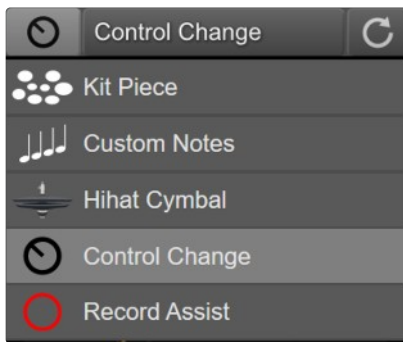 Control Change
Kit Piece
Custom Notes
Hihat Cymbal
Control Change
Record Assist